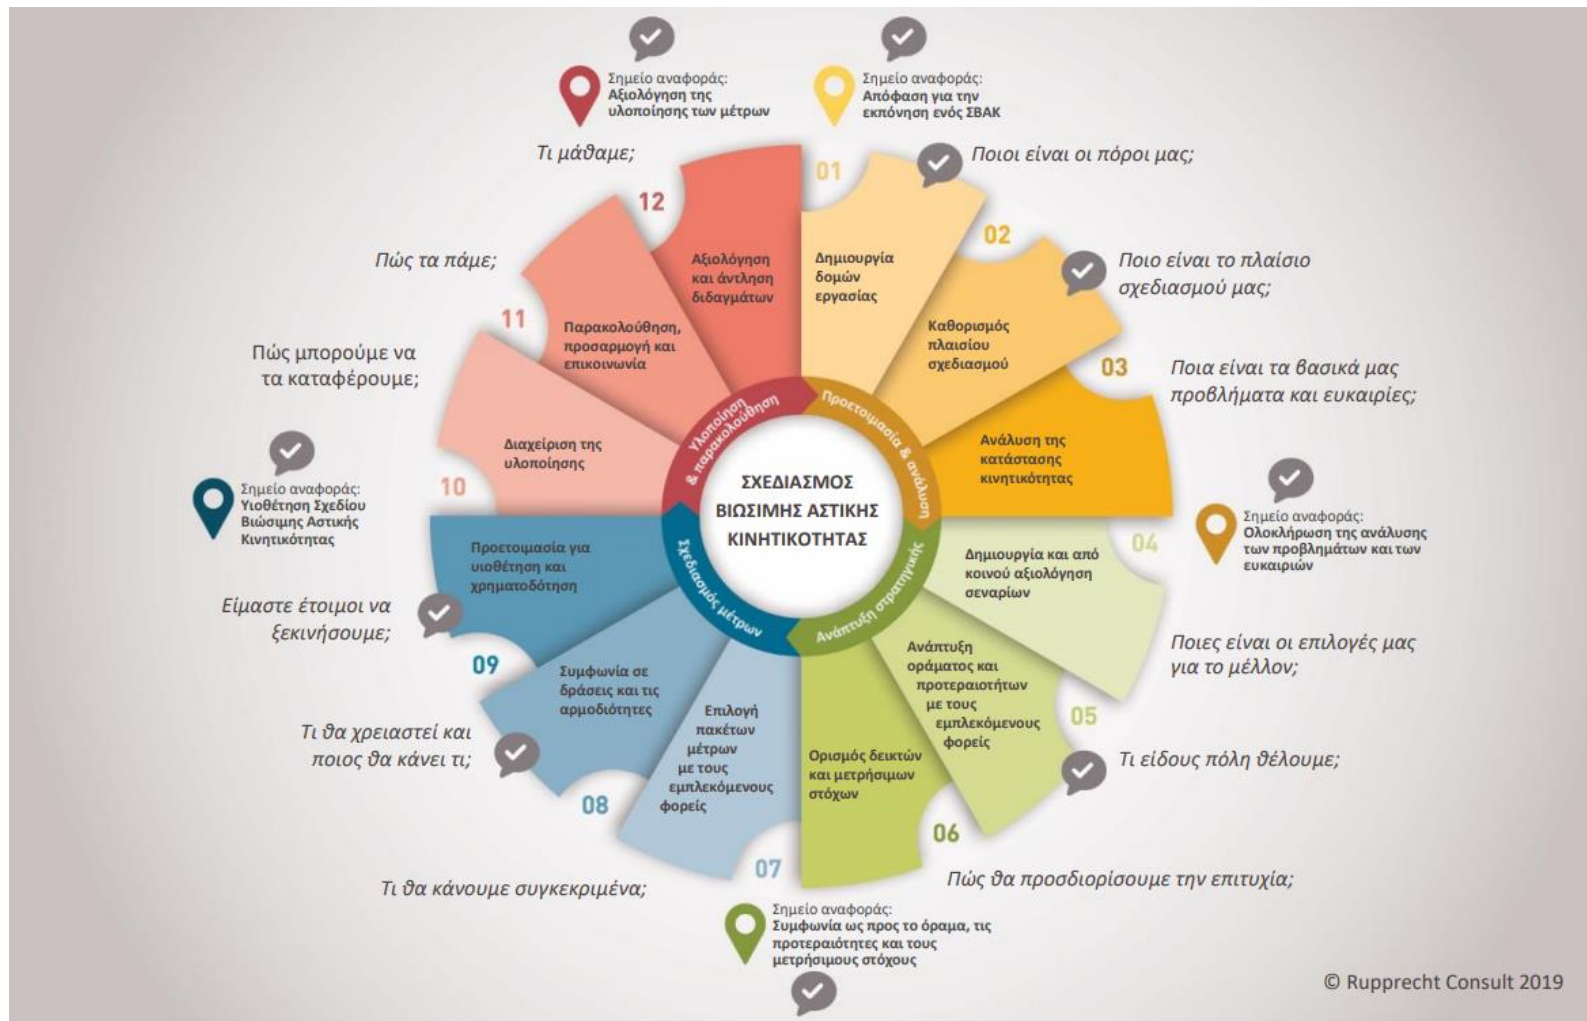 Σημείο αναφοράς:
Αξιολόγηση της
υλοποίησης των μέτρων
Σημείο αναφοράς:
Απόφαση για την
εκπόνηση ενός ΣΒΑΚ
Τι μάθαμε;
12
Αξιολόγηση
και άντληση
διδαγμάτων
01
Ποιοι είναι οι πόροι μας;
Δημιουργία
δομών
εργασίας
02
Ποιο είναι το πλαίσιο
σχεδιασμού μας;
Καθορισμός
πλαισίου
σχεδιασμού
03
Ποια είναι τα βασικά μας
προβλήματα και ευκαιρίες;
Ανάλυση της
κατάστασης
κινητικότητας
Σημείο αναφοράς:
Ολοκλήρωση της ανάλυσης
των προβλημάτων και των
ευκαιριών
04
Δημιουργία και από
κοινού αξιολόγηση
σεναρίων
Ποιες είναι οι επιλογές μας
για το μέλλον;
05
Ανάπτυξη
οράματος και
προτεραιοτήτων
με τους
εμπλεκόμενους
φορείς
Τι είδους πόλη θέλουμε;
06
Ορισμός δεικτών
και μετρήσιμων
στόχων
Πώς θα προσδιορίσουμε την επιτυχία;
Σημείο αναφοράς:
Συμφωνία ως προς το όραμα, τις
προτεραιότητες και τους
μετρήσιμους στόχους
07
Επιλογή
πακέτων
μέτρων
με τους
εμπλεκόμενους
φορείς
Τι θα κάνουμε συγκεκριμένα;
08
Συμφωνία σε
δράσεις και τις
αρμοδιότητες
Τι θα χρειαστεί και
ποιος θα κάνει τι;
09
Προετοιμασία για
υιοθέτηση και
χρηματοδότηση
Είμαστε έτοιμοι να
ξεκινήσουμε;
Σημείο αναφοράς:
Υιοθέτηση Σχεδίου
Βιώσιμης Αστικής
Κινητικότητας
10
Διαχείριση της
υλοποίησης
Πώς μπορούμε να
τα καταφέρουμε;
11
Παρακολούθηση,
προσαρμογή και
επικοινωνία
Πώς τα πάμε;
Υλοποίηση
& παρακολούθηση
Προετοιμασία & ανάλυση
Ανάπτυξη στρατηγικής
Σχεδιασμός μέτρων
ΣΧΕΔΙΑΣΜΟΣ
ΒΙΩΣΙΜΗΣ ΑΣΤΙΚΗΣ
ΚΙΝΗΤΙΚΟΤΗΤΑΣ
© Rupprecht Consult 2019